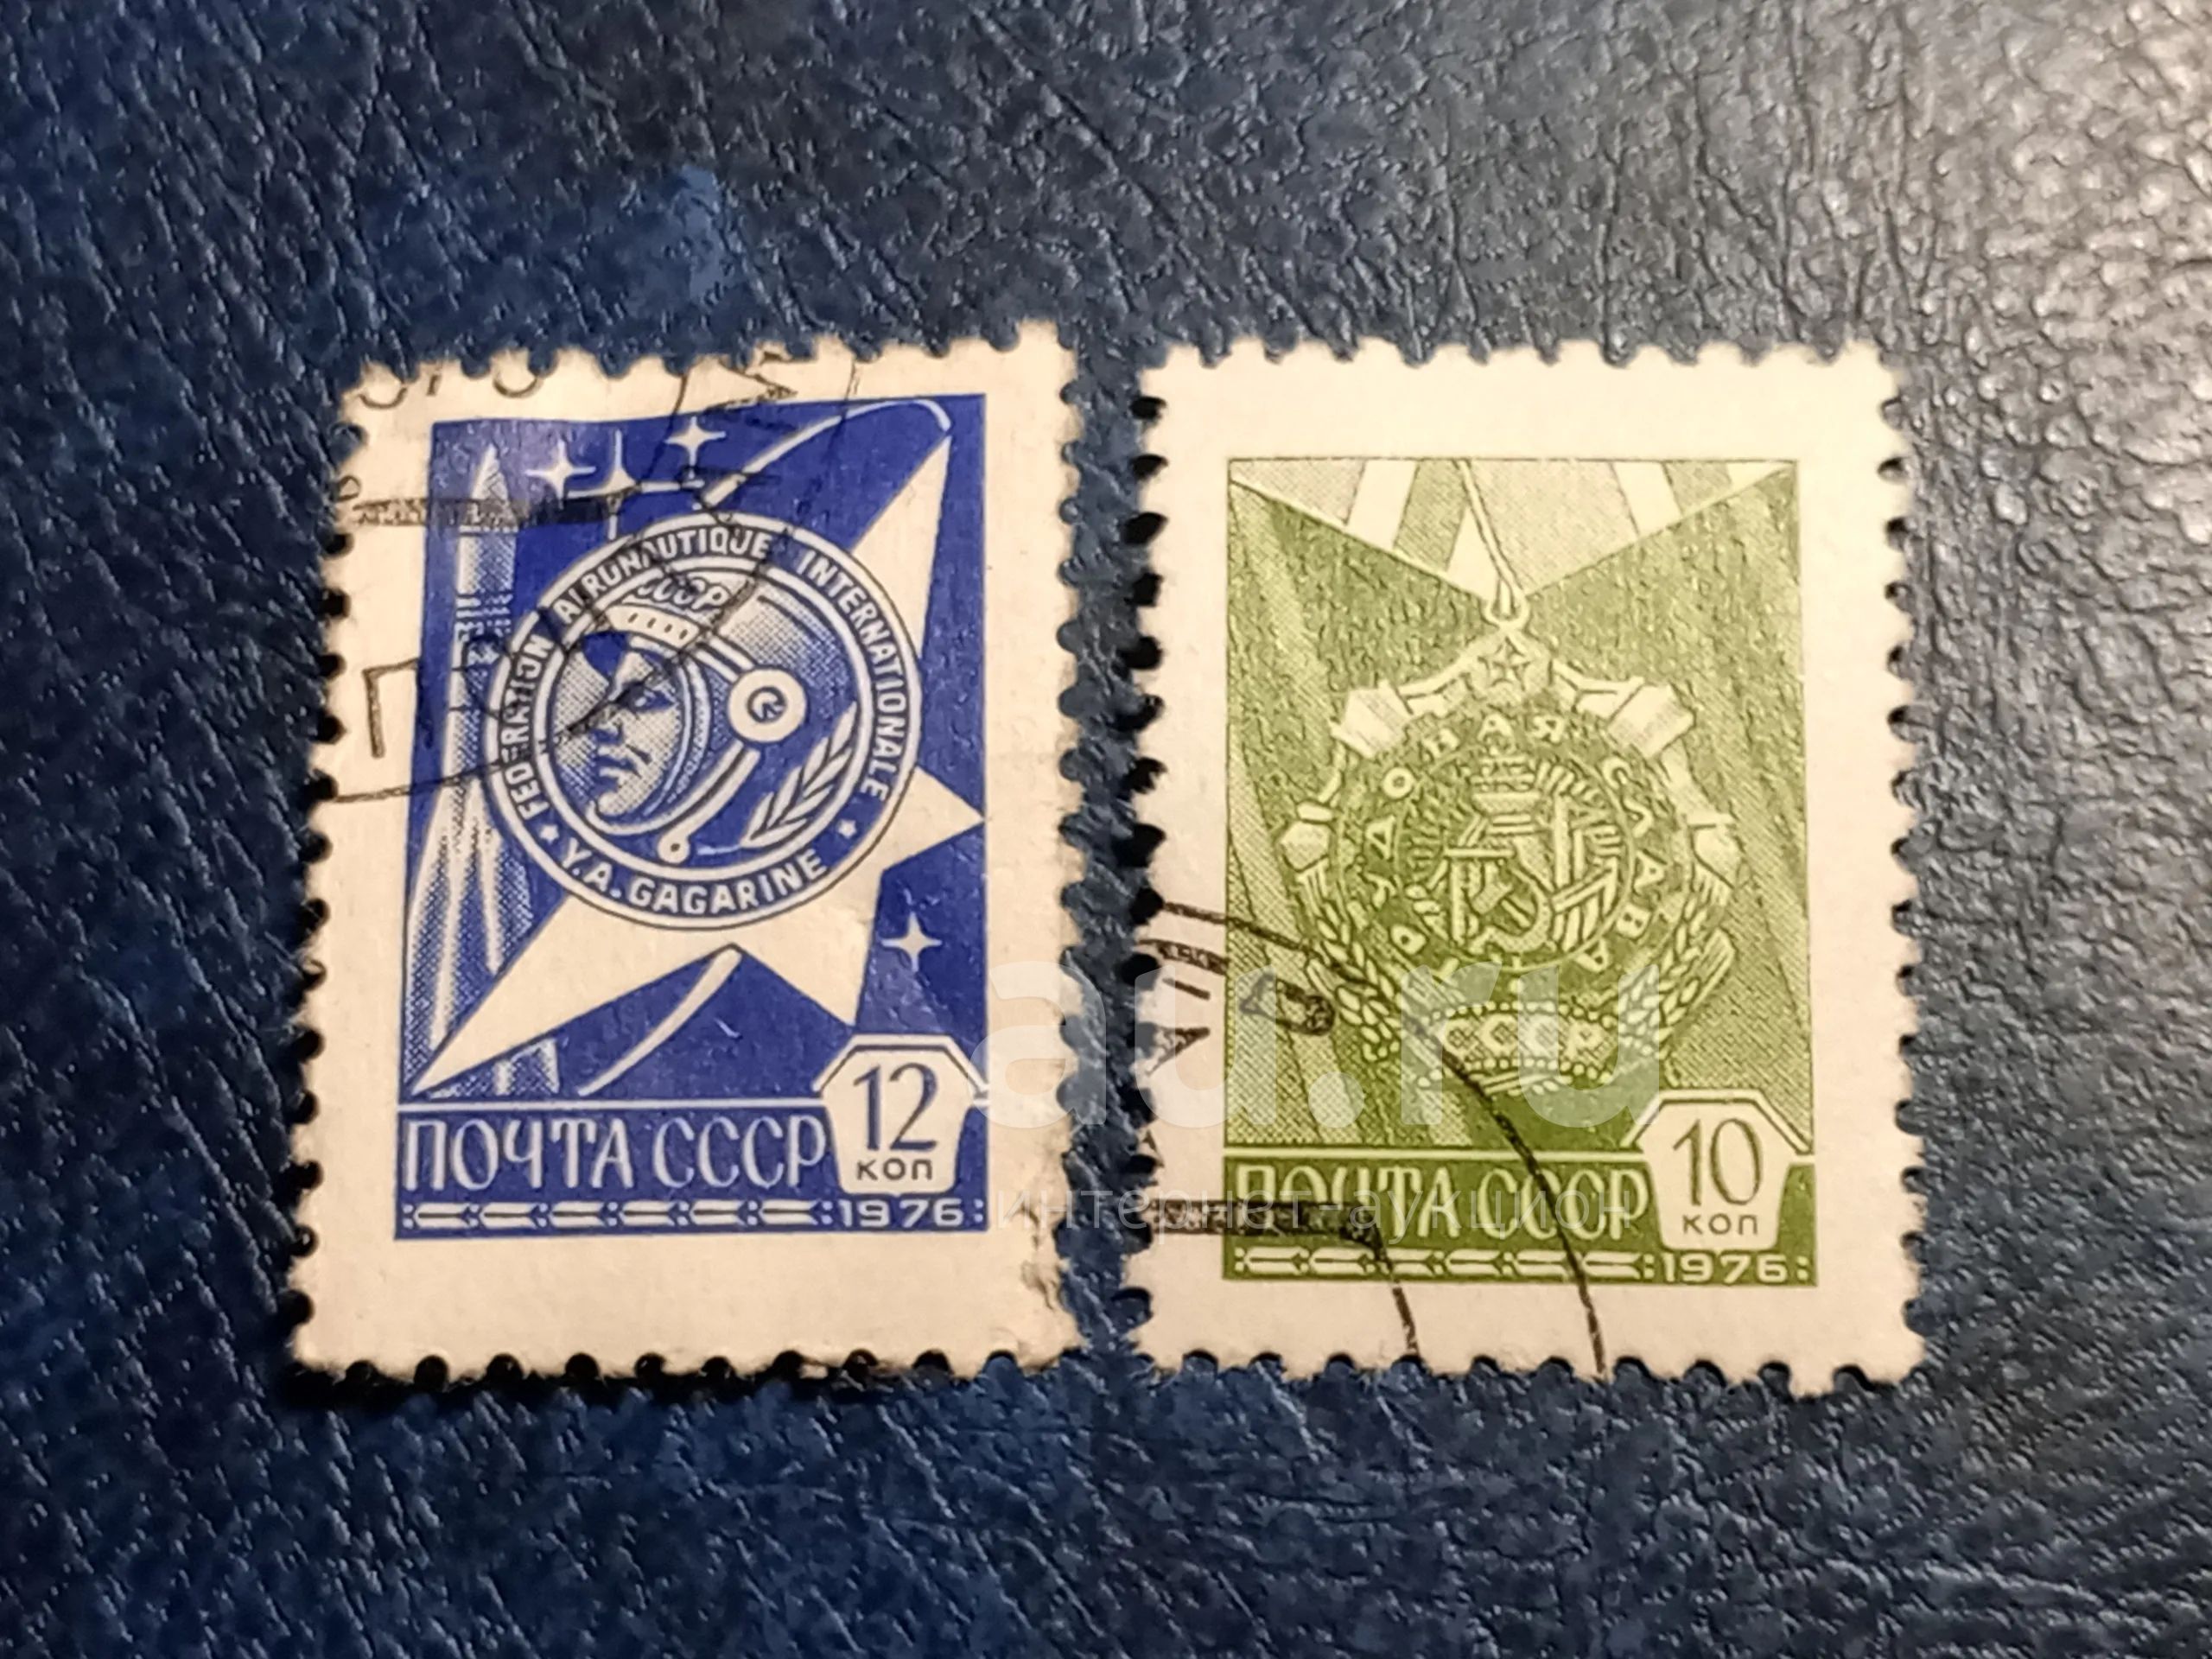 FEDERATION AERONAUTIQUE INTERNATIONALE
СССР
Y.A. GAGARINE
12
коп
ПОЧТА СССР
1976
ТРУДОВАЯ СЛАВА
СССР
10
коп
ПОЧТА СССР
1976
au.ru
интернет-аукцион